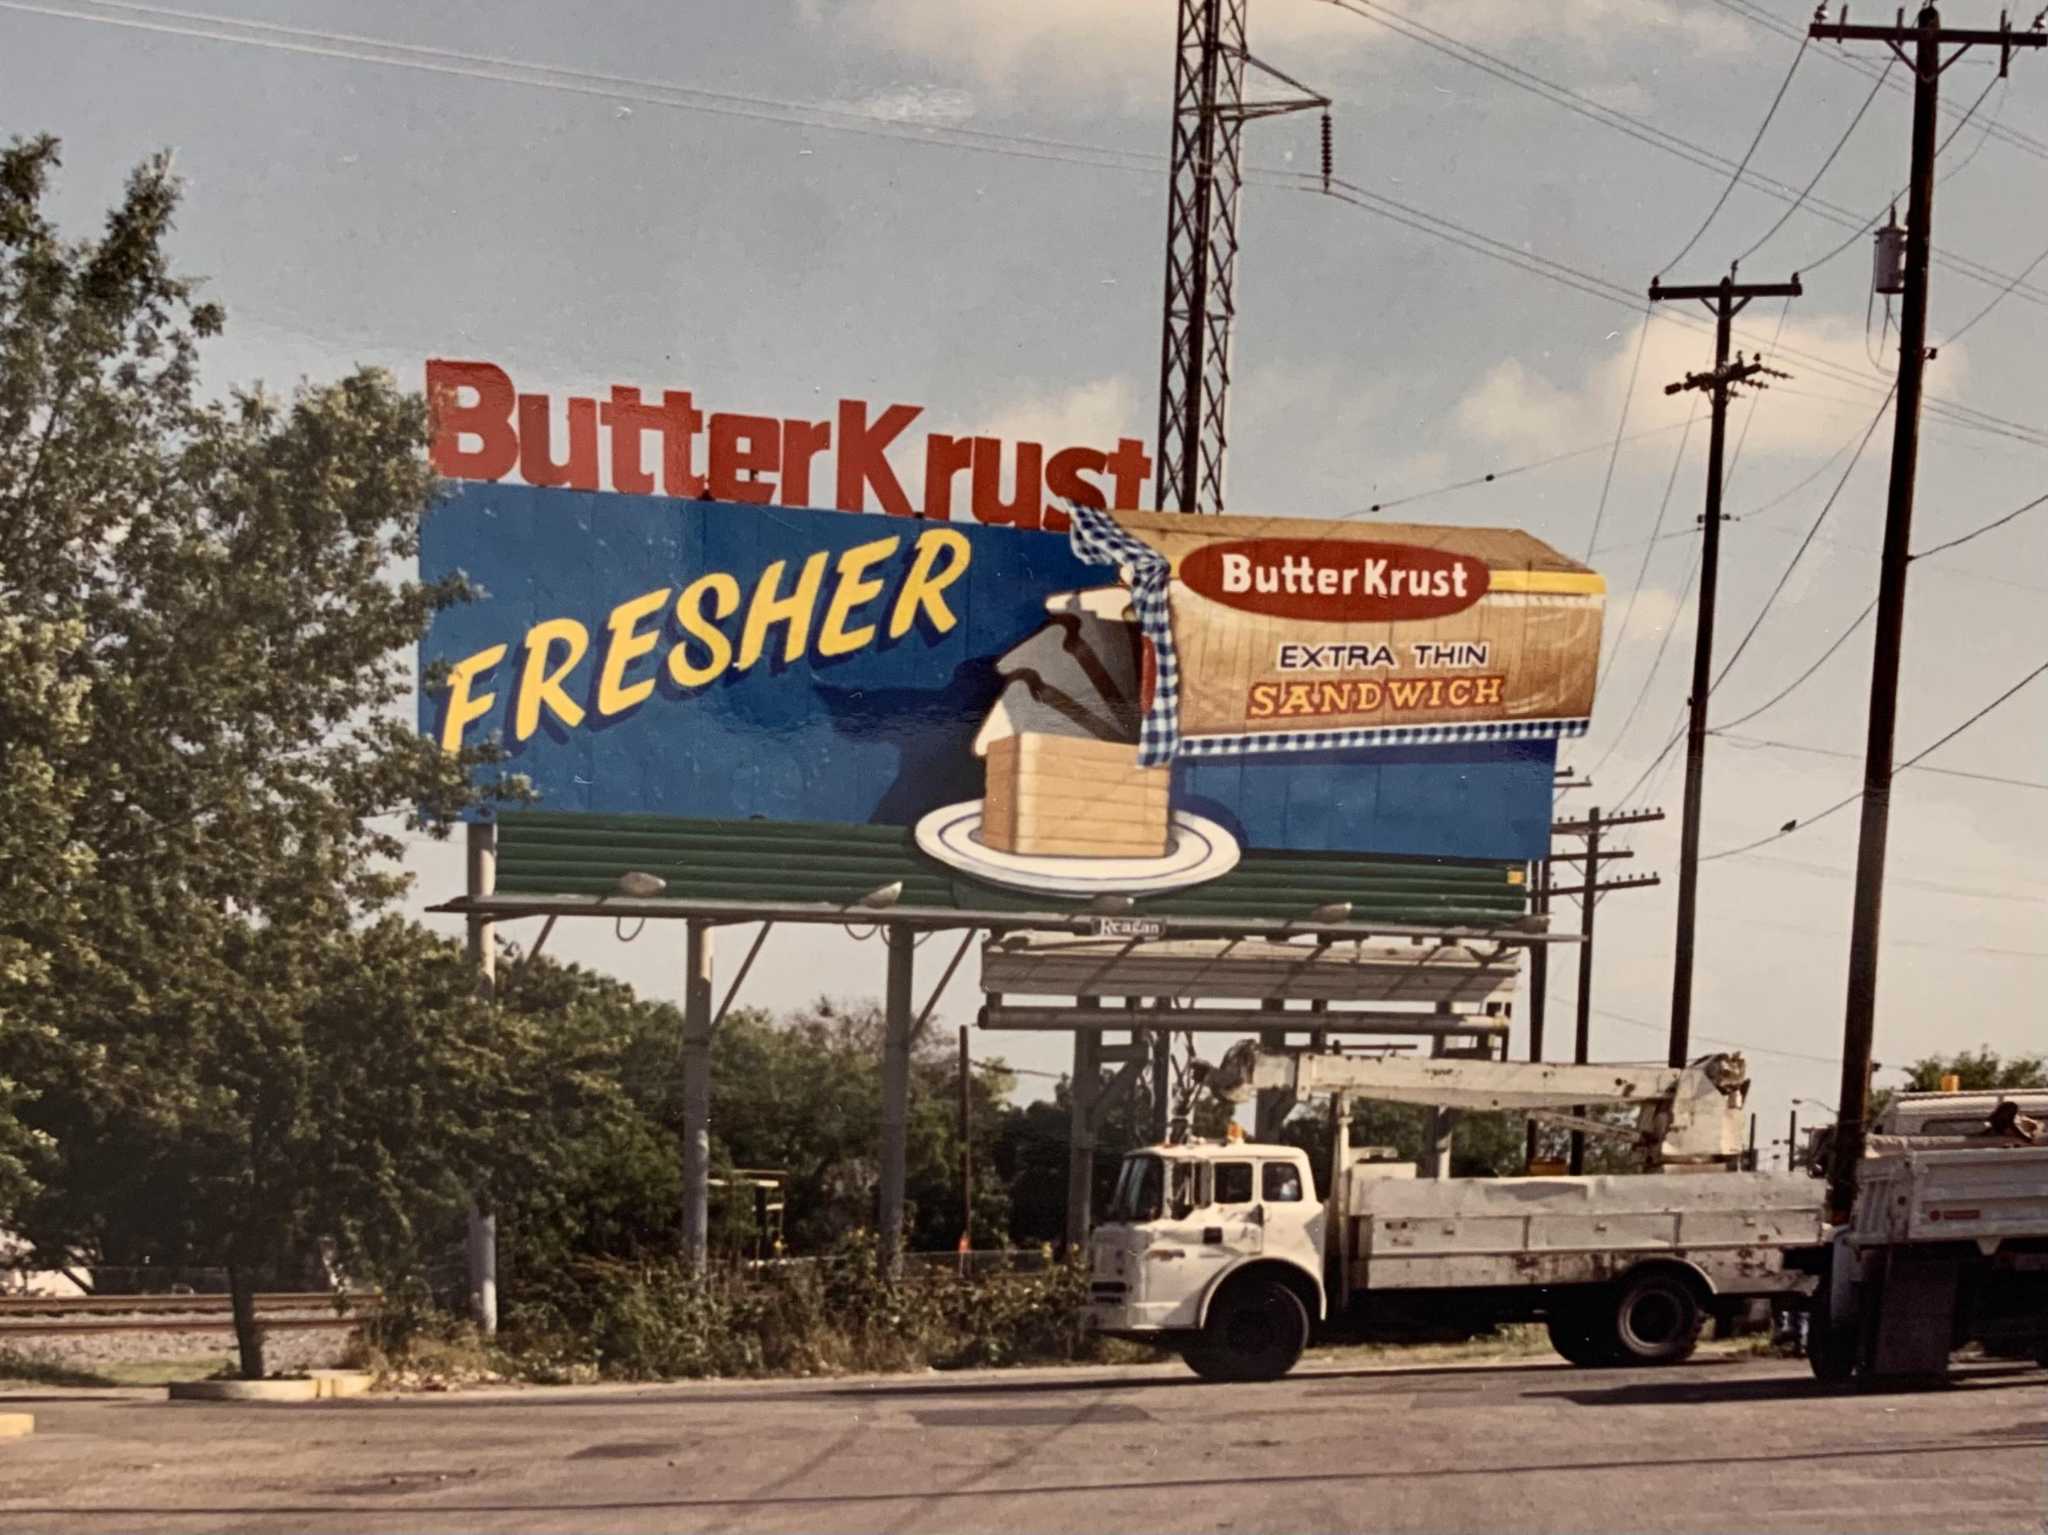 ButterKrust
FRESHER
ButterKrust
EXTRA THIN
SANDWICH
Reagan